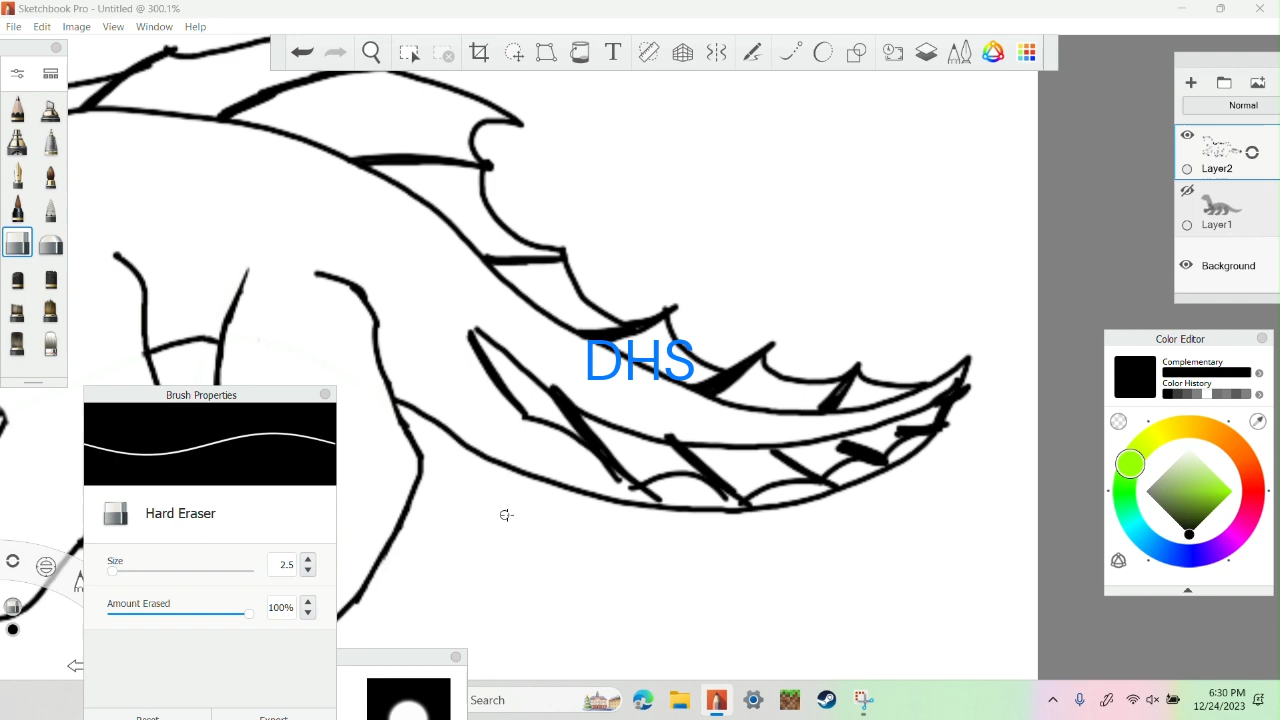 Sketchbook Pro - Untitled @ 300.1%
File Edit Image View Window Help
Normal
Layer2
Layer1
Background
DHS
Color Editor
Complementary
Color History
Brush Properties
Hard Eraser
Size
2.5
Amount Erased
100%
Reset Export
Search
6:30 PM
12/24/2023